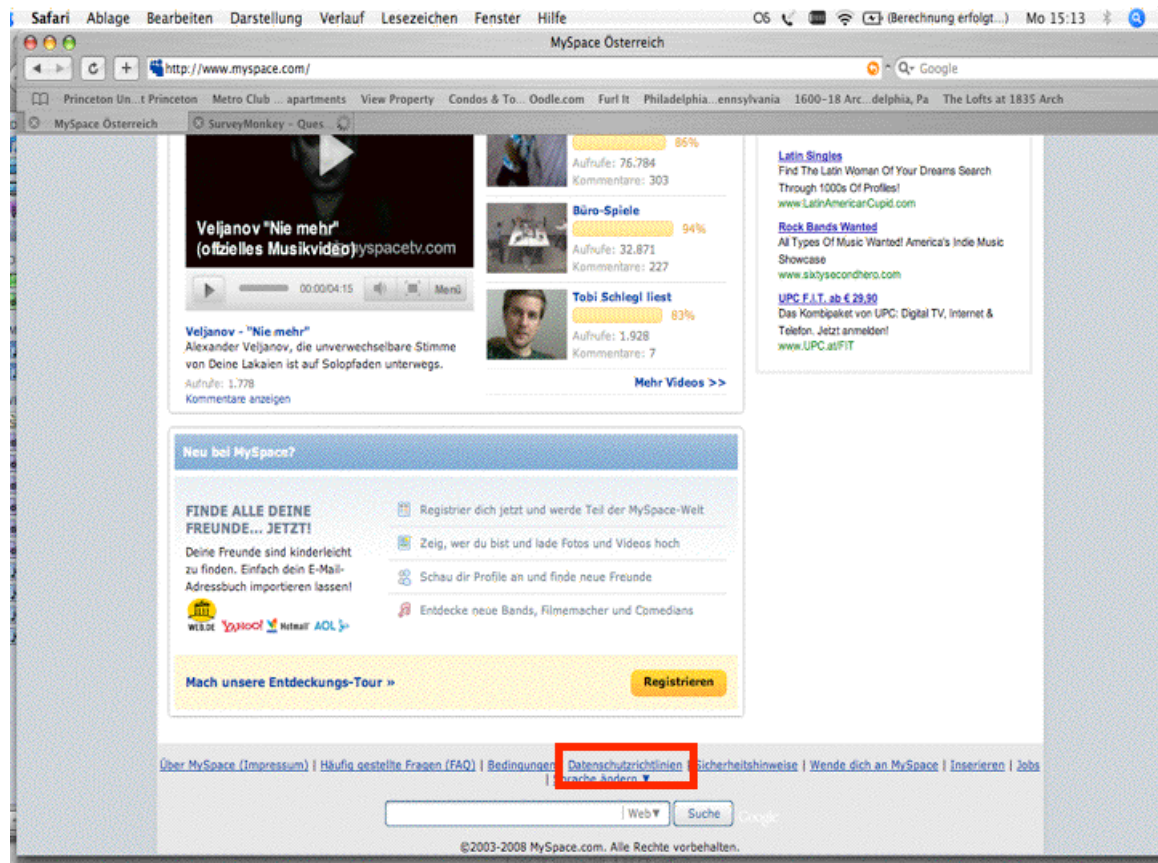 Safari Ablage Bearbeiten Darstellung Verlauf Lesezeichen Fenster Hilfe (Berechnung erfolgt...) Mo 15:13
MySpace Österreich
http://www.myspace.com/ Google
Princeton Un...t Princeton Metro Club ... apartments View Property Condos & To... Oodle.com Furl It Philadelphia...ennsylvania 1600-18 Arc...delphia, Pa The Lofts at 1835 Arch
MySpace Österreich SurveyMonkey - Ques...
Veljanov "Nie mehr"
(offzielles Musikvideo)
myspacetv.com
00:00/04:15 Menü
Veljanov - "Nie mehr"
Alexander Veljanov, die unverwechselbare Stimme
von Deine Lakaien ist auf Solopfaden unterwegs.
Aufrufe: 1.778
Kommentare anzeigen
86%
Aufrufe: 76.784
Kommentare: 303
Büro-Spiele
94%
Aufrufe: 32.871
Kommentare: 227
Tobi Schlegl liest
83%
Aufrufe: 1.928
Kommentare: 7
Mehr Videos >>
Latin Singles
Find The Latin Woman Of Your Dreams Search
Through 1000s Of Profiles!
www.LatinAmericanCupid.com
Rock Bands Wanted
All Types Of Music Wanted! America's Indie Music
Showcase
www.sixtysecondhero.com
UPC F.I.T. ab € 29,90
Das Kombipaket von UPC: Digital TV, Internet &
Telefon. Jetzt anmelden!
www.UPC.at/FIT
Neu bei MySpace?
FINDE ALLE DEINE
FREUNDE... JETZT!
Deine Freunde sind kinderleicht
zu finden. Einfach dein E-Mail-
Adressbuch importieren lassen!
WEB.DE YAHOO! Hotmail AOL
Registrier dich jetzt und werde Teil der MySpace-Welt
Zeig, wer du bist und lade Fotos und Videos hoch
Schau dir Profile an und finde neue Freunde
Entdecke neue Bands, Filmemacher und Comedians
Mach unsere Entdeckungs-Tour »
Registrieren
Über MySpace (Impressum) | Häufig gestellte Fragen (FAQ) | Bedingungen Datenschutzrichtlinien | Sicherheitshinweise | Wende dich an MySpace | Inserieren | Jobs
| Sprache ändern ▼
Web▼ Suche Google
©2003-2008 MySpace.com. Alle Rechte vorbehalten.